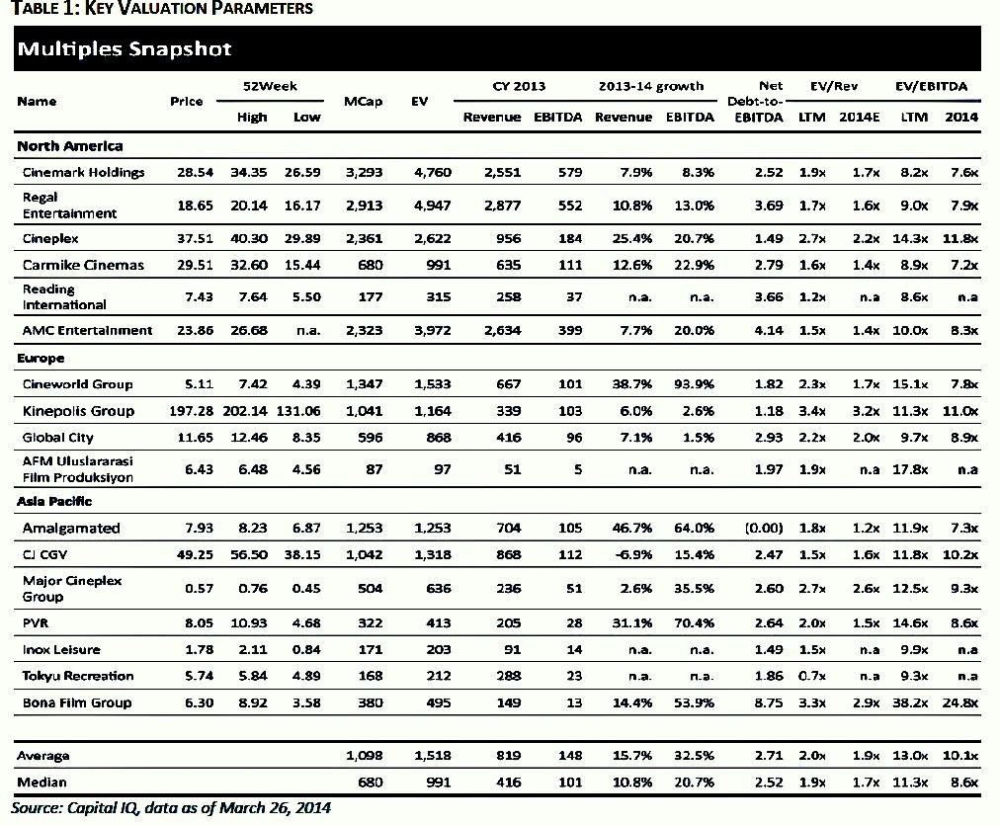 TABLE 1: KEY VALUATION PARAMETERS
Multiples Snapshot
52Week CY 2013 2013-14 growth Net EV/Rev EV/EBITDA
Name Price MCap EV Debt-to-
High Low Revenue EBITDA Revenue EBITDA EBITDA LTM 2014E LTM 2014
North America
Cinemark Holdings 28.54 34.35 26.59 3,293 4,760 2,551 579 7.9% 8.3% 2.52 1.9x 1.7x 8.2x 7.6x
Regal
Entertainment 18.65 20.14 16.17 2,913 4,947 2,877 552 10.8% 13.0% 3.69 1.7x 1.6x 9.0x 7.9x
Cineplex 37.51 40.30 29.89 2,361 2,622 956 184 25.4% 20.7% 1.49 2.7x 2.2x 14.3x 11.8x
Carmike Cinemas 29.51 32.60 15.44 680 991 635 111 12.6% 22.9% 2.79 1.6x 1.4x 8.9x 7.2x
Reading
International 7.43 7.64 5.50 177 315 258 37 n.a. n.a. 3.66 1.2x n.a 8.6x n.a
AMC Entertainment 23.86 26.68 n.a. 2,323 3,972 2,634 399 7.7% 20.0% 4.14 1.5x 1.4x 10.0x 8.3x
Europe
Cineworld Group 5.11 7.42 4.39 1,347 1,533 667 101 38.7% 93.9% 1.82 2.3x 1.7x 15.1x 7.8x
Kinepolis Group 197.28 202.14 131.06 1,041 1,164 339 103 6.0% 2.6% 1.18 3.4x 3.2x 11.3x 11.0x
Global City 11.65 12.46 8.35 596 868 416 96 7.1% 1.5% 2.93 2.2x 2.0x 9.7x 8.9x
AFM Uluslararasi
Film Produksiyon 6.43 6.48 4.56 87 97 51 5 n.a. n.a. 1.97 1.9x n.a 17.8x n.a
Asia Pacific
Amalgamated 7.93 8.23 6.87 1,253 1,253 704 105 46.7% 64.0% (0.00) 1.8x 1.2x 11.9x 7.3x
CJ CGV 49.25 56.50 38.15 1,042 1,318 868 112 -6.9% 15.4% 2.47 1.5x 1.6x 11.8x 10.2x
Major Cineplex
Group 0.57 0.76 0.45 504 636 236 51 2.6% 35.5% 2.60 2.7x 2.6x 12.5x 9.3x
PVR 8.05 10.93 4.68 322 413 205 28 31.1% 70.4% 2.64 2.0x 1.5x 14.6x 8.6x
Inox Leisure 1.78 2.11 0.84 171 203 91 14 n.a. n.a. 1.49 1.5x n.a 9.9x n.a
Tokyu Recreation 5.74 5.84 4.89 168 212 288 23 n.a. n.a. 1.86 0.7x n.a 9.3x n.a
Bona Film Group 6.30 8.92 3.58 380 495 149 13 14.4% 53.9% 8.75 3.3x 2.9x 38.2x 24.8x
Average 1,098 1,518 819 148 15.7% 32.5% 2.71 2.0x 1.9x 13.0x 10.1x
Median 680 991 416 101 10.8% 20.7% 2.52 1.9x 1.7x 11.3x 8.6x
Source: Capital IQ, data as of March 26, 2014